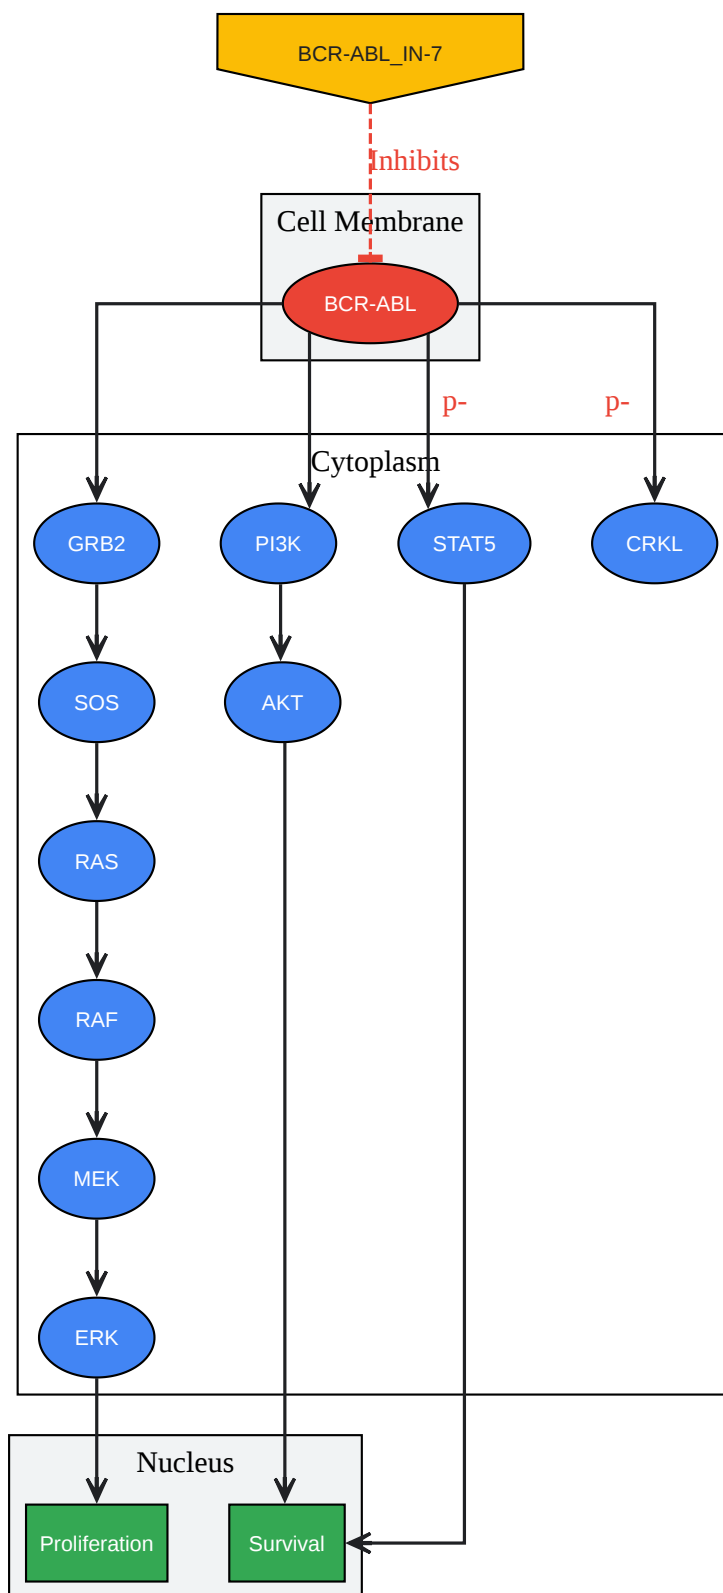 BCR-ABL_IN-7
Inhibits
Cell Membrane
BCR-ABL
p-
p-
Cytoplasm
GRB2
PI3K
STAT5
CRKL
SOS
AKT
RAS
RAF
MEK
ERK
Nucleus
Proliferation
Survival